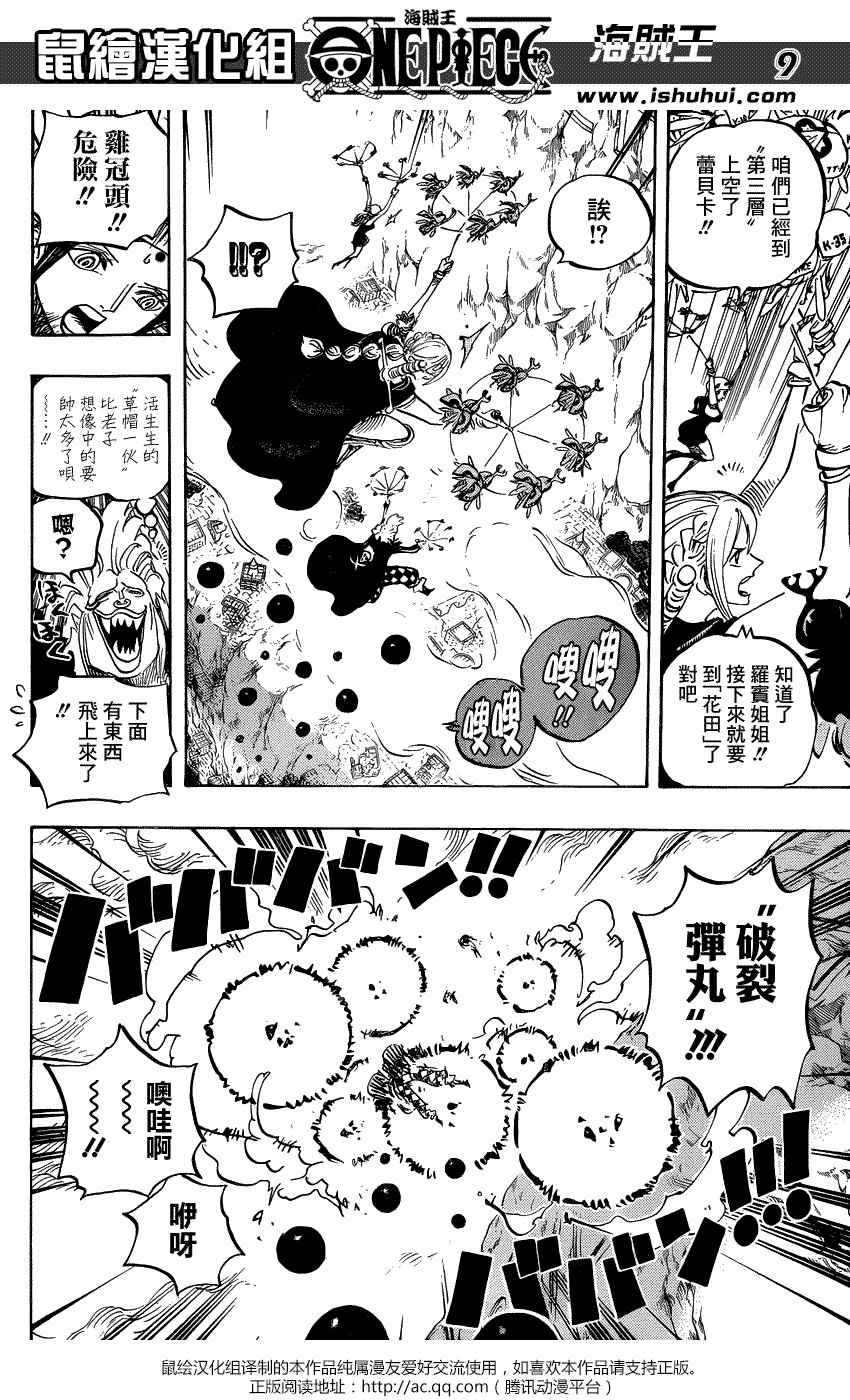 鼠繪漢化組
海賊王
ONE PIECE
海賊王
9
www.ishuhui.com
咱們已經到
“第三層”
上空了
蕾貝卡!!
K-35
知道了
羅賓姐姐!!
接下來就要
到「花田」了
對吧
誒!?
!!?
嗖嗖
嗖!!
嗖嗖
雞冠頭!!
危險!!
活生生的
“草帽一伙”
比老子
想像中的要
帥太多了唄
~~~!!
嗯?
ほく
ほく
下面
有東西
飛上來了
!!
“破裂
彈丸”!!!
ババババン!!
噢哇啊
~~~
~~~!!
咿呀
ババババン!!!
鼠绘汉化组译制的本作品纯属漫友爱好交流使用，如喜欢本作品请支持正版。
正版阅读地址：http://ac.qq.com（腾讯动漫平台）